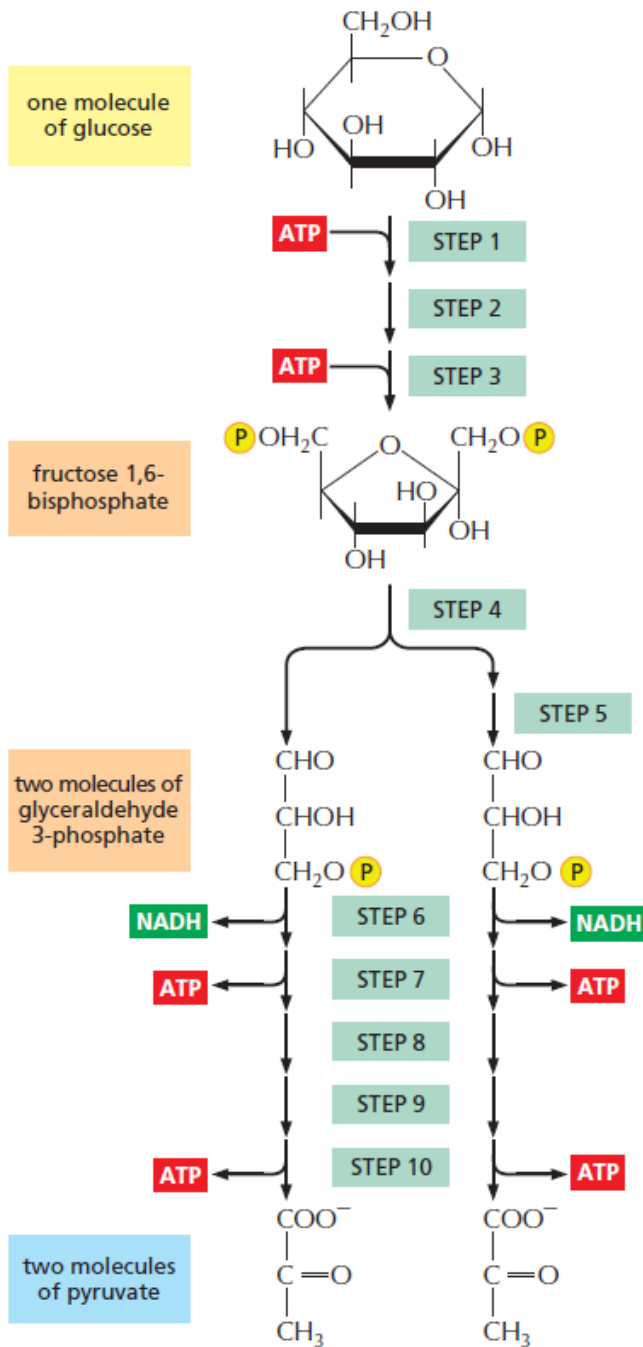 CH₂OH
O
one molecule
of glucose
OH
HO
OH
OH
ATP
STEP 1
STEP 2
ATP
STEP 3
P OH₂C
O
CH₂O P
fructose 1,6-
bisphosphate
HO
OH
OH
STEP 4
STEP 5
two molecules of
glyceraldehyde
3-phosphate
CHO
CHOH
CH₂O P
CHO
CHOH
CH₂O P
NADH
STEP 6
NADH
ATP
STEP 7
ATP
STEP 8
STEP 9
ATP
STEP 10
ATP
two molecules
of pyruvate
COO⁻
C=O
CH₃
COO⁻
C=O
CH₃